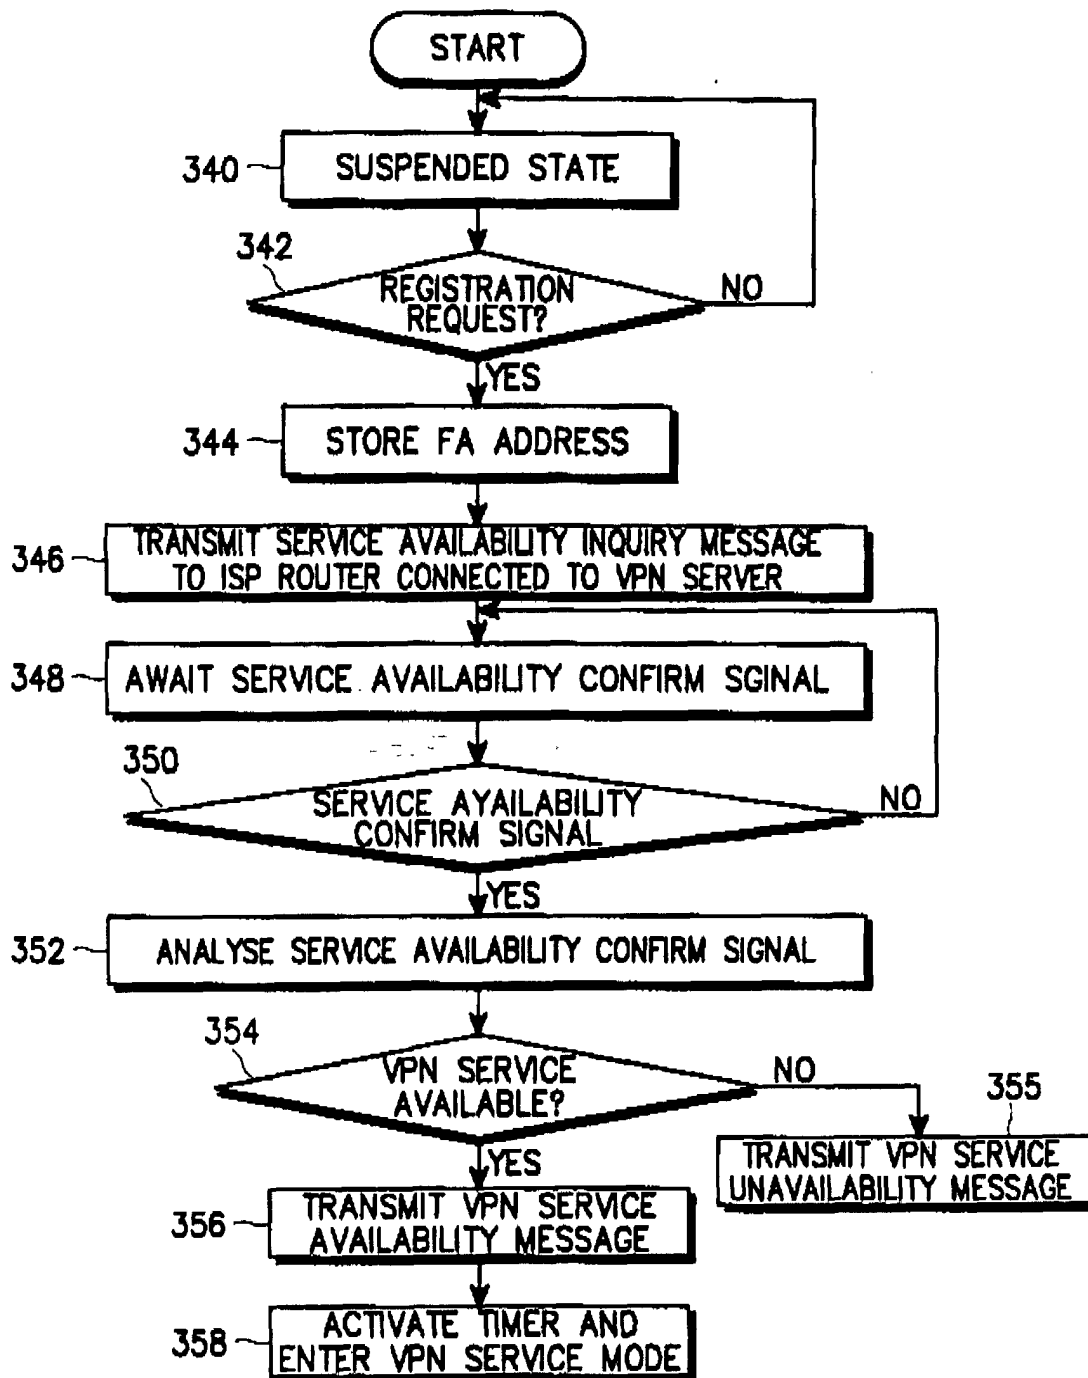 START
340
SUSPENDED STATE
342
REGISTRATION
REQUEST?
NO
YES
344
STORE FA ADDRESS
346
TRANSMIT SERVICE AVAILABILITY INQUIRY MESSAGE
TO ISP ROUTER CONNECTED TO VPN SERVER
348
AWAIT SERVICE AVAILABILITY CONFIRM SGINAL
350
SERVICE AYAILABILITY
CONFIRM SIGNAL
NO
YES
352
ANALYSE SERVICE AVAILABILITY CONFIRM SIGNAL
354
VPN SERVICE
AVAILABLE?
NO
355
TRANSMIT VPN SERVICE
UNAVAILABILITY MESSAGE
YES
356
TRANSMIT VPN SERVICE
AVAILABILITY MESSAGE
358
ACTIVATE TIMER AND
ENTER VPN SERVICE MODE